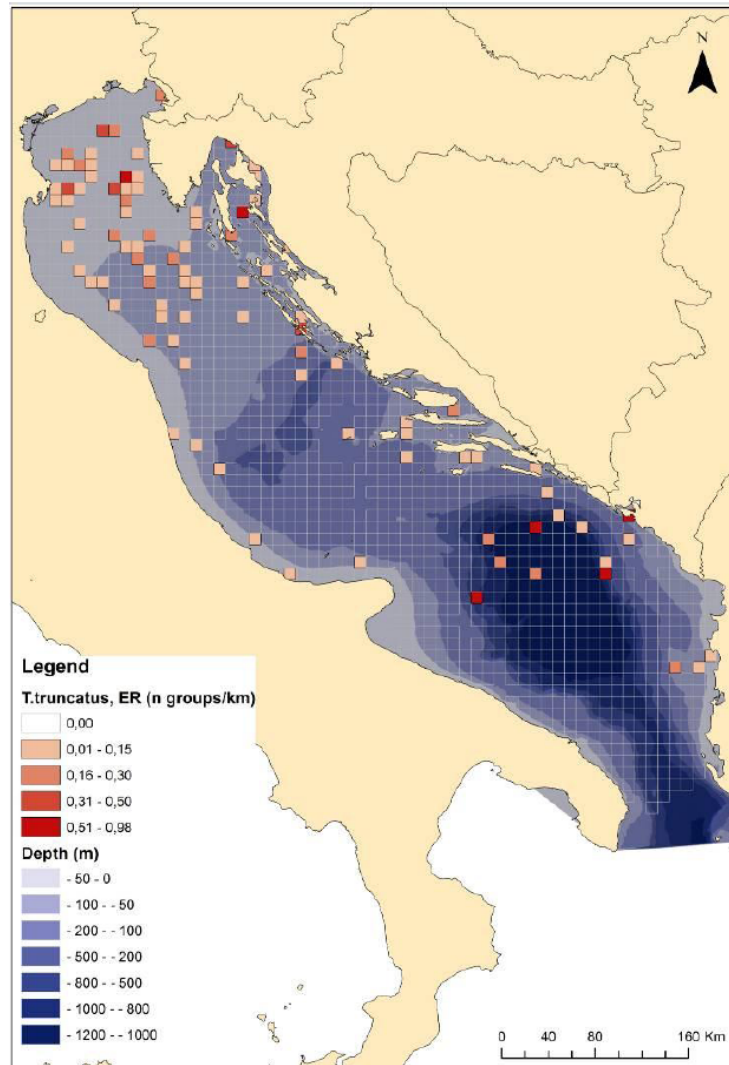 N
Legend
T.truncatus, ER (n groups/km)
0,00
0,01 - 0,15
0,16 - 0,30
0,31 - 0,50
0,51 - 0,98
Depth (m)
- 50 - 0
- 100 - - 50
- 200 - - 100
- 500 - - 200
- 800 - - 500
- 1000 - - 800
- 1200 - - 1000
0 40 80 160 Km